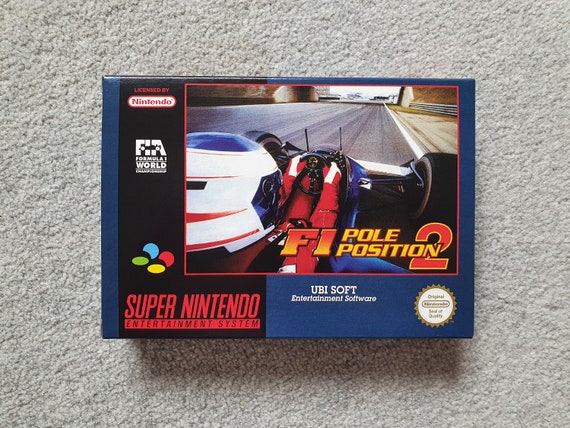 LICENSED BY
Nintendo
FIA
FORMULA 1
WORLD
CHAMPIONSHIP
F1 POLE
POSITION 2
UBI SOFT
Entertainment Software
SUPER NINTENDO
ENTERTAINMENT SYSTEM
Original
Nintendo
Seal of
Quality